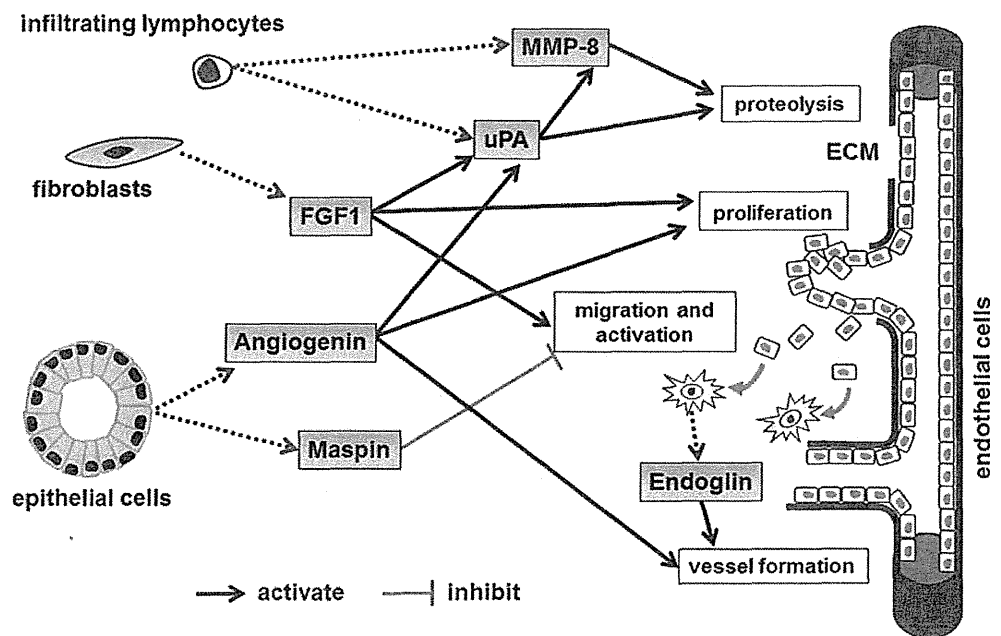 infiltrating lymphocytes
MMP-8
proteolysis
uPA
ECM
fibroblasts
FGF1
proliferation
migration and
activation
Angiogenin
endothelial cells
Maspin
Endoglin
epithelial cells
vessel formation
activate
inhibit